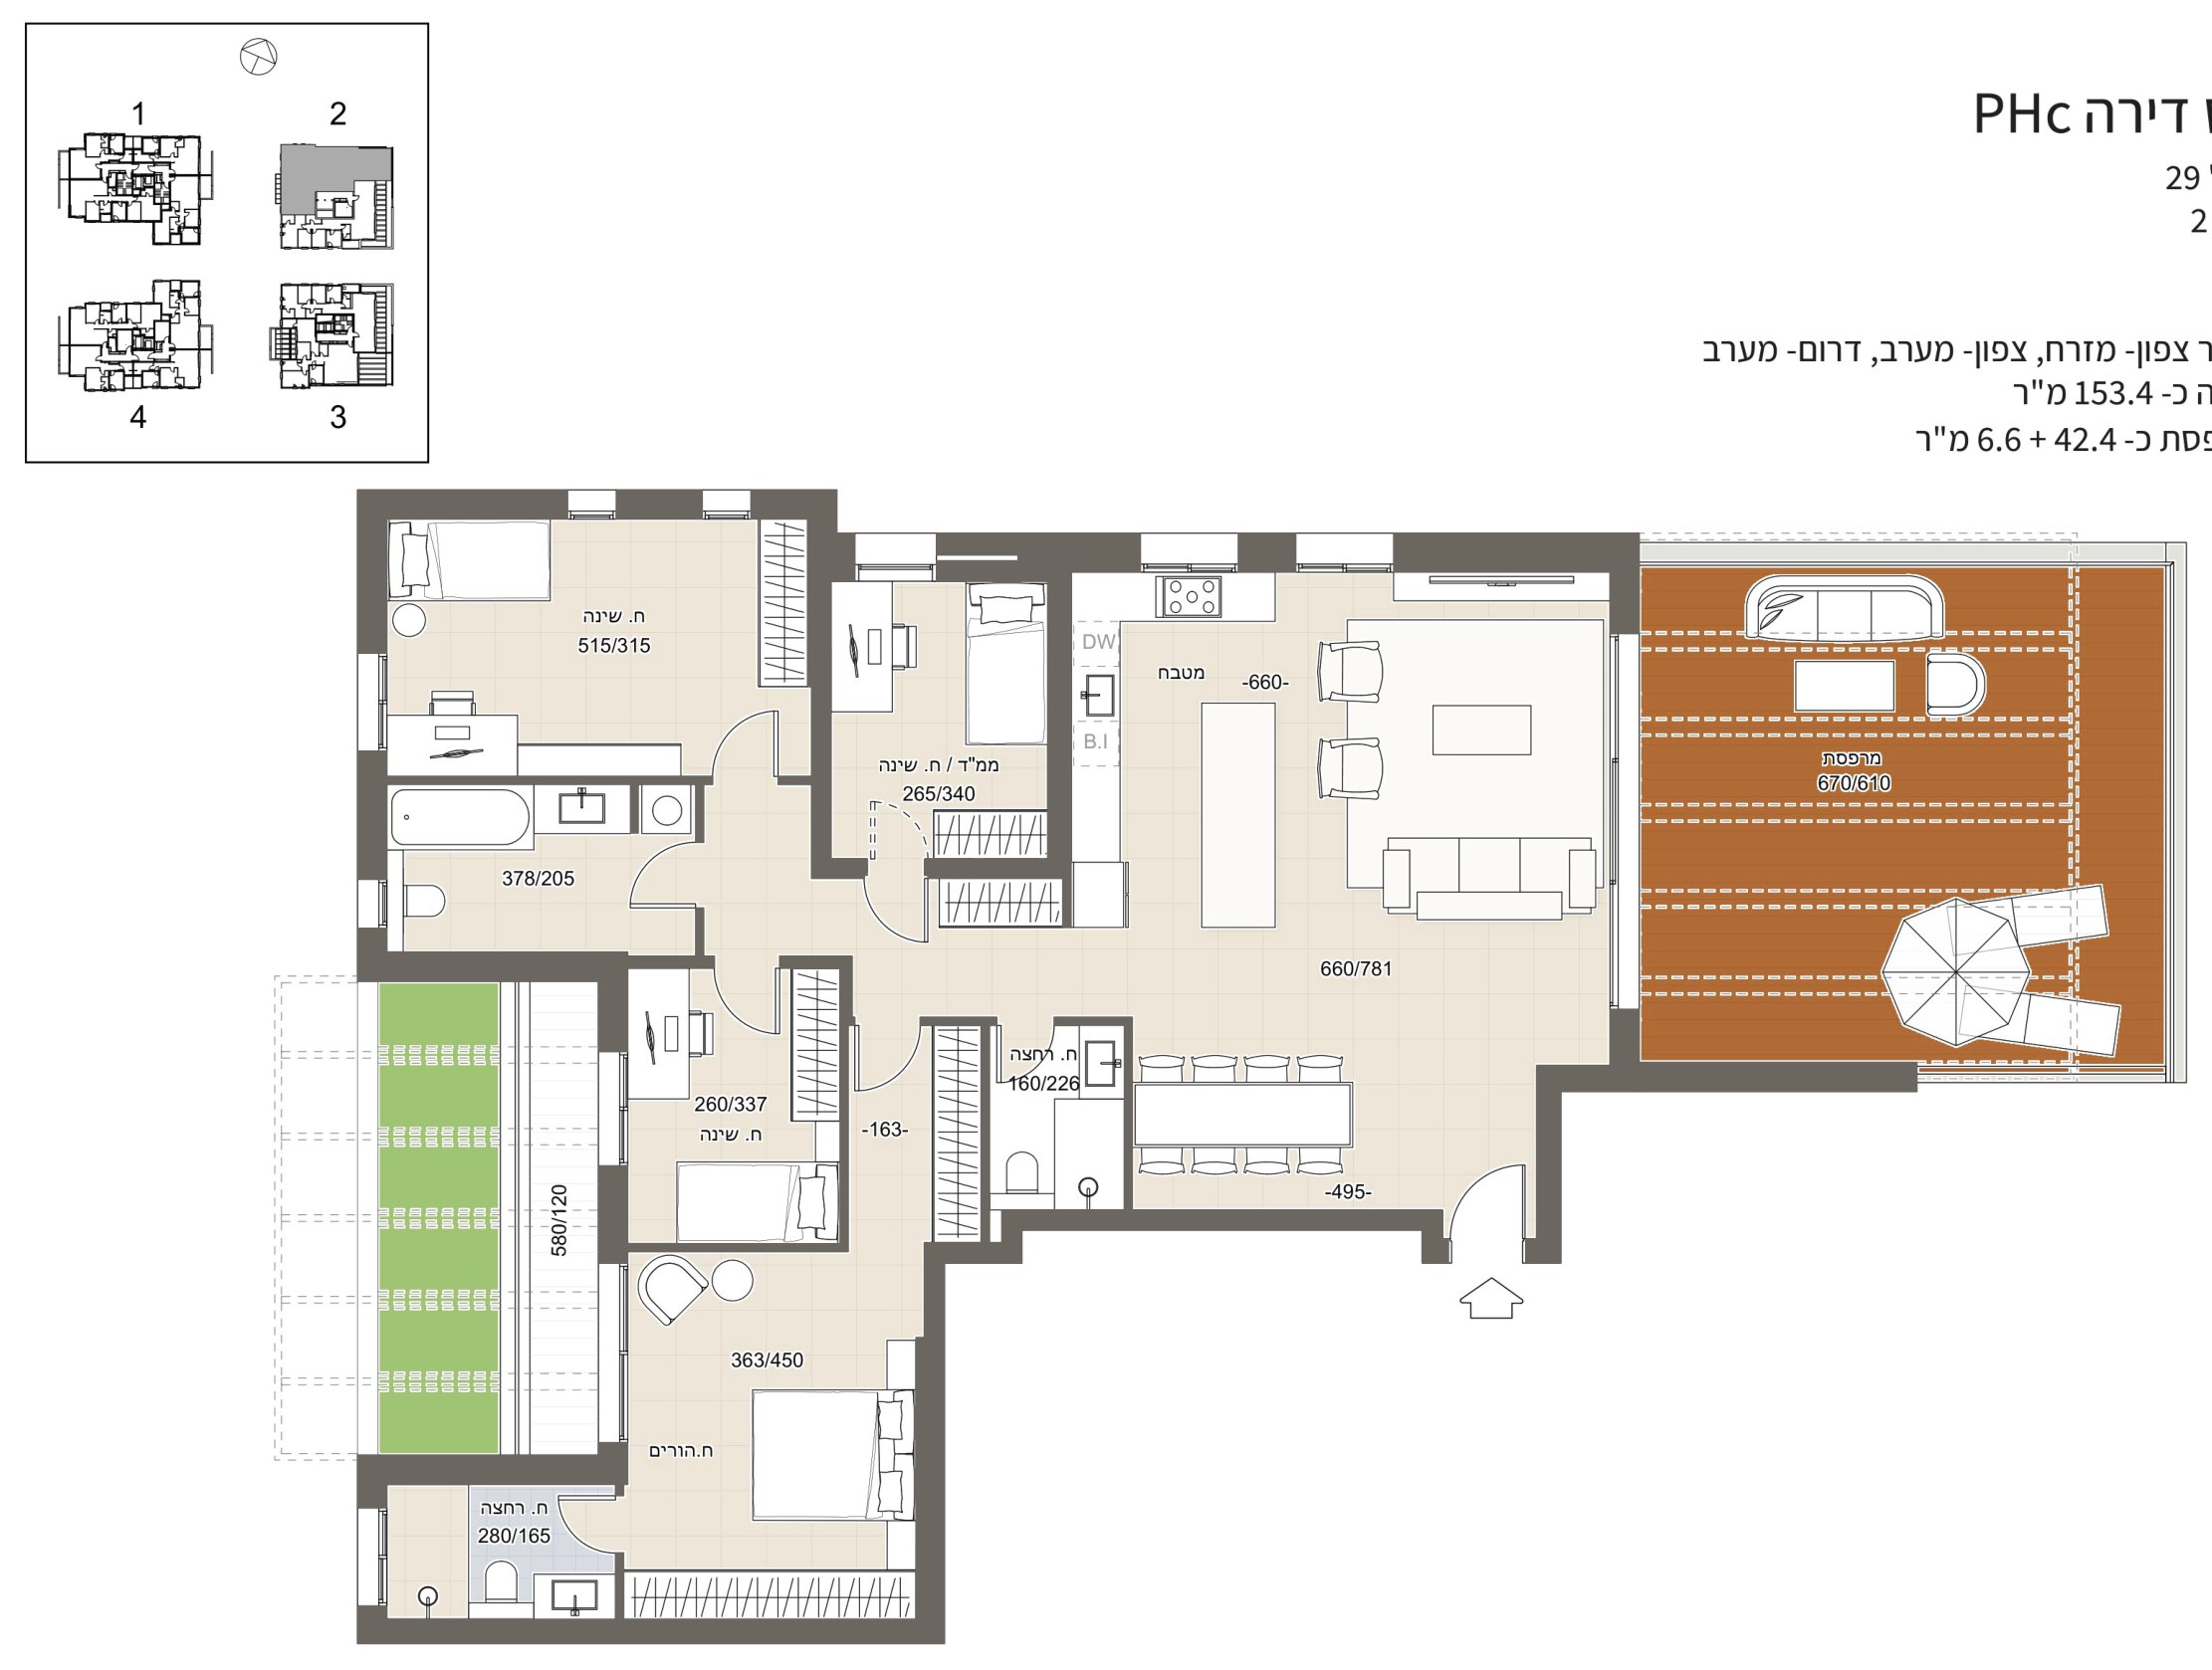 1
2
4
3
דירה PHc
29
2
צפון- מזרח, צפון- מערב, דרום- מערב
כ- 153.4 מ"ר
כ- 42.4 + 6.6 מ"ר
ח. שינה
515/315
DW
מטבח
-660-
B.I
ממ"ד / ח. שינה
265/340
מרפסת
670/610
378/205
660/781
ח. רחצה
160/226
260/337
ח. שינה
-163-
-495-
580/120
363/450
ח.הורים
ח. רחצה
280/165